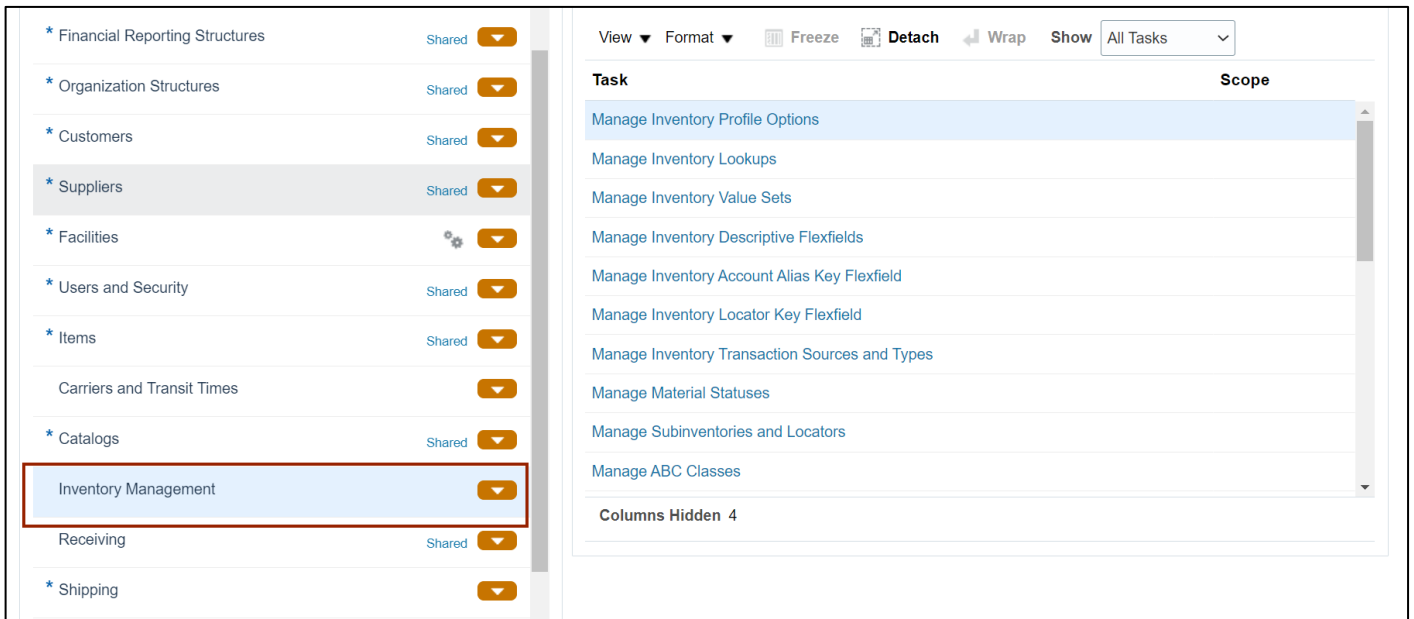 * Financial Reporting Structures Shared
* Organization Structures Shared
* Customers Shared
* Suppliers Shared
* Facilities
* Users and Security Shared
* Items Shared
Carriers and Transit Times
* Catalogs Shared
Inventory Management
Receiving Shared
* Shipping
View Format Freeze Detach Wrap Show All Tasks
Task Scope
Manage Inventory Profile Options
Manage Inventory Lookups
Manage Inventory Value Sets
Manage Inventory Descriptive Flexfields
Manage Inventory Account Alias Key Flexfield
Manage Inventory Locator Key Flexfield
Manage Inventory Transaction Sources and Types
Manage Material Statuses
Manage Subinventories and Locators
Manage ABC Classes
Columns Hidden 4